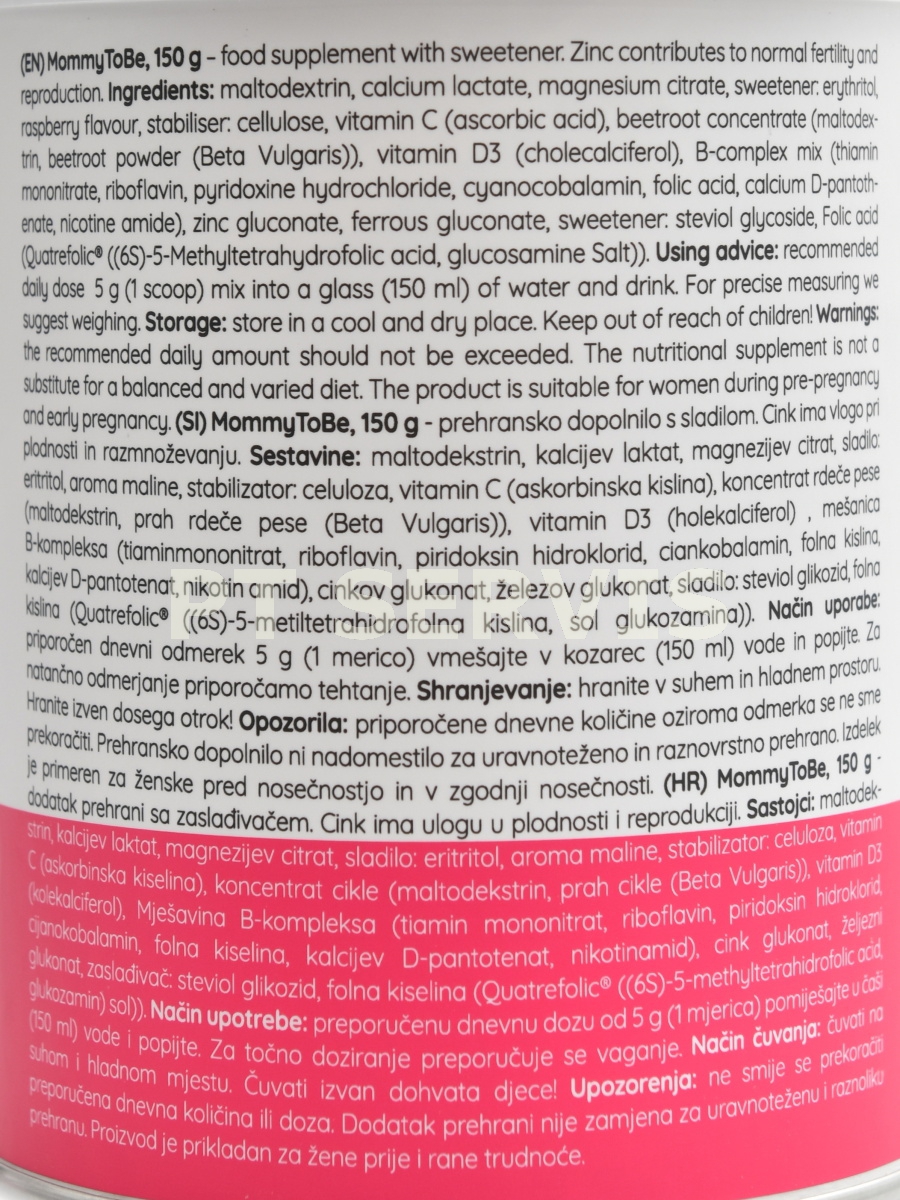 (EN) MommyToBe, 150 g – food supplement with sweetener. Zinc contributes to normal fertility and
reproduction. Ingredients: maltodextrin, calcium lactate, magnesium citrate, sweetener: erythritol,
raspberry flavour, stabiliser: cellulose, vitamin C (ascorbic acid), beetroot concentrate (maltodex-
trin, beetroot powder (Beta Vulgaris)), vitamin D3 (cholecalciferol), B-complex mix (thiamin
mononitrate, riboflavin, pyridoxine hydrochloride, cyanocobalamin, folic acid, calcium D-pantoth-
enate, nicotine amide), zinc gluconate, ferrous gluconate, sweetener: steviol glycoside, Folic acid
(Quatrefolic® ((6S)-5-Methyltetrahydrofolic acid, glucosamine Salt)). Using advice: recommended
daily dose 5 g (1 scoop) mix into a glass (150 ml) of water and drink. For precise measuring we
suggest weighing. Storage: store in a cool and dry place. Keep out of reach of children! Warnings:
the recommended daily amount should not be exceeded. The nutritional supplement is not a
substitute for a balanced and varied diet. The product is suitable for women during pre-pregnancy
and early pregnancy. (SI) MommyToBe, 150 g - prehransko dopolnilo s sladilom. Cink ima vlogo pri
plodnosti in razmnoževanju. Sestavine: maltodekstrin, kalcijev laktat, magnezijev citrat, sladilo:
eritritol, aroma maline, stabilizator: celuloza, vitamin C (askorbinska kislina), koncentrat rdeče pese
(maltodekstrin, prah rdeče pese (Beta Vulgaris)), vitamin D3 (holekalciferol) , mešanica
B-kompleksa (tiaminmononitrat, riboflavin, piridoksin hidroklorid, ciankobalamin, folna kislina,
kalcijev D-pantotenat, nikotin amid), cinkov glukonat, železov glukonat, sladilo: steviol glikozid, folna
kislina (Quatrefolic® ((6S)-5-metiltetrahidrofolna kislina, sol glukozamina)). Način uporabe:
priporočen dnevni odmerek 5 g (1 merico) vmešajte v kozarec (150 ml) vode in popijte. Za
natančno odmerjanje priporočamo tehtanje. Shranjevanje: hranite v suhem in hladnem prostoru.
Hranite izven dosega otrok! Opozorila: priporočene dnevne količine oziroma odmerka se ne sme
prekoračiti. Prehransko dopolnilo ni nadomestilo za uravnoteženo in raznovrstno prehrano. Izdelek
je primeren za ženske pred nosečnostjo in v zgodnji nosečnosti. (HR) MommyToBe, 150 g -
dodatak prehrani sa zaslađivačem. Cink ima ulogu u plodnosti i reprodukciji. Sastojci: maltodek-
strin, kalcijev laktat, magnezijev citrat, sladilo: eritritol, aroma maline, stabilizator: celuloza, vitamin
C (askorbinska kiselina), koncentrat cikle (maltodekstrin, prah cikle (Beta Vulgaris)), vitamin D3
(kolekalciferol), Mješavina B-kompleksa (tiamin mononitrat, riboflavin, piridoksin hidroklorid,
cijanokobalamin, folna kiselina, kalcijev D-pantotenat, nikotinamid), cink glukonat, željezni
glukonat, zaslađivač: steviol glikozid, folna kiselina (Quatrefolic® ((6S)-5-methyltetrahidrofolic acid,
glukozamin) sol)). Način upotrebe: preporučenu dnevnu dozu od 5 g (1 mjerica) pomiješajte u čaši
(150 ml) vode i popijte. Za točno doziranje preporučuje se vaganje. Način čuvanja: čuvati na
suhom i hladnom mjestu. Čuvati izvan dohvata djece! Upozorenja: ne smije se prekoračiti
preporučena dnevna količina ili doza. Dodatak prehrani nije zamjena za uravnoteženu i raznoliku
prehranu. Proizvod je prikladan za žene prije i rane trudnoće.
PT SERVIS